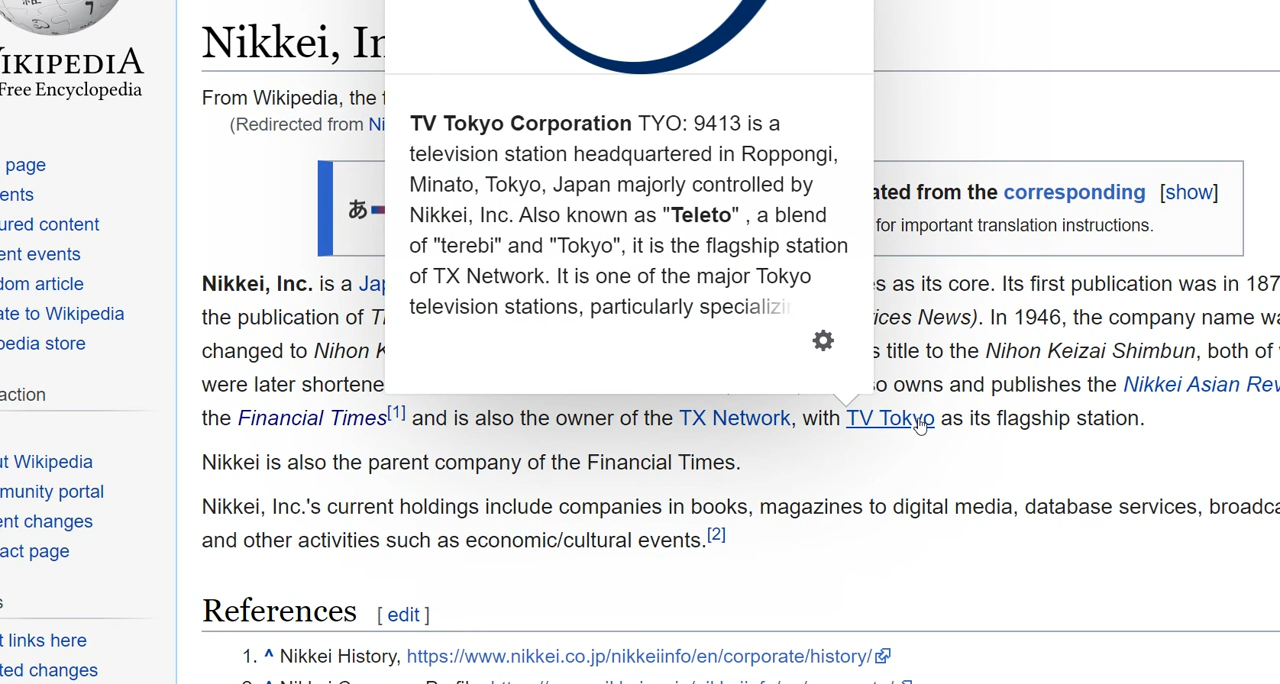 WIKIPEDIA
Free Encyclopedia
page
ents
ured content
ent events
dom article
ate to Wikipedia
pedia store
action
ut Wikipedia
munity portal
ent changes
act page
s
t links here
ted changes
Nikkei, In
From Wikipedia, the f
(Redirected from Ni
あ
ated from the corresponding [show]
for important translation instructions.
TV Tokyo Corporation TYO: 9413 is a
television station headquartered in Roppongi,
Minato, Tokyo, Japan majorly controlled by
Nikkei, Inc. Also known as "Teleto" , a blend
of "terebi" and "Tokyo", it is the flagship station
of TX Network. It is one of the major Tokyo
television stations, particularly specializin
Nikkei, Inc. is a Jap s as its core. Its first publication was in 187
the publication of T ices News). In 1946, the company name wa
changed to Nihon K s title to the Nihon Keizai Shimbun, both of
were later shortene so owns and publishes the Nikkei Asian Rev
the Financial Times[1] and is also the owner of the TX Network, with TV Tokyo as its flagship station.
Nikkei is also the parent company of the Financial Times.
Nikkei, Inc.'s current holdings include companies in books, magazines to digital media, database services, broadca
and other activities such as economic/cultural events.[2]
References [ edit ]
1. ^ Nikkei History, https://www.nikkei.co.jp/nikkeiinfo/en/corporate/history/